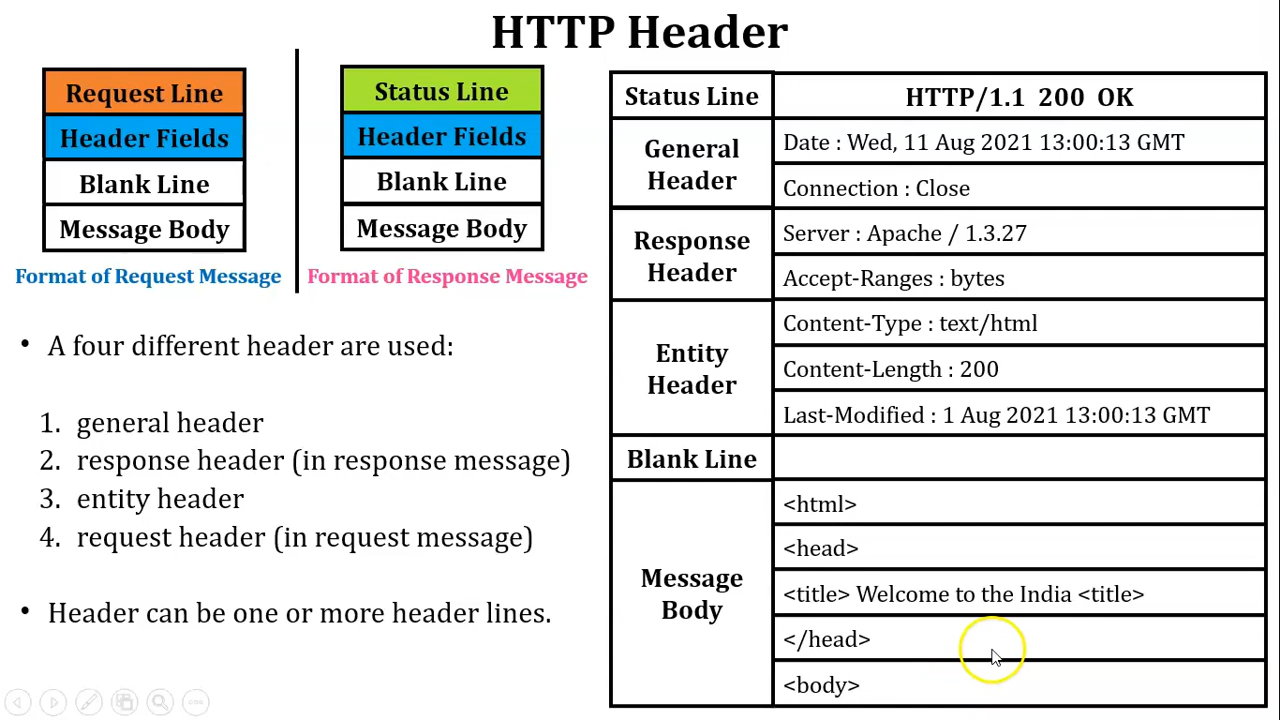 HTTP Header
Request Line
Header Fields
Blank Line
Message Body
Format of Request Message
Status Line
Header Fields
Blank Line
Message Body
Format of Response Message
• A four different header are used:
1. general header
2. response header (in response message)
3. entity header
4. request header (in request message)
• Header can be one or more header lines.
Status Line
HTTP/1.1 200 OK
General
Header
Date : Wed, 11 Aug 2021 13:00:13 GMT
Connection : Close
Response
Header
Server : Apache / 1.3.27
Accept-Ranges : bytes
Entity
Header
Content-Type : text/html
Content-Length : 200
Last-Modified : 1 Aug 2021 13:00:13 GMT
Blank Line
Message
Body
<html>
<head>
<title> Welcome to the India <title>
</head>
<body>